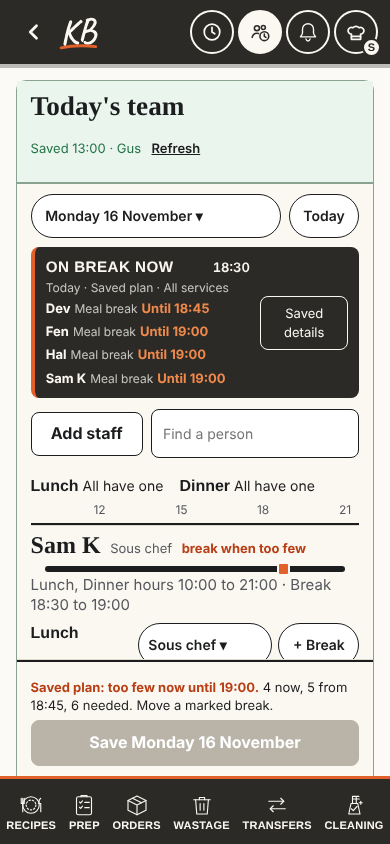 KB
S
Today's team
Saved 13:00 · Gus Refresh
Monday 16 November ▾ Today
ON BREAK NOW 18:30
Today · Saved plan · All services
Dev Meal break Until 18:45
Fen Meal break Until 19:00
Hal Meal break Until 19:00
Sam K Meal break Until 19:00
Saved
details
Add staff Find a person
Lunch All have one Dinner All have one
12 15 18 21
Sam K Sous chef break when too few
Lunch, Dinner hours 10:00 to 21:00 · Break
18:30 to 19:00
Lunch
Sous chef ▾ + Break
Saved plan: too few now until 19:00. 4 now, 5 from
18:45, 6 needed. Move a marked break.
Save Monday 16 November
RECIPES PREP ORDERS WASTAGE TRANSFERS CLEANING